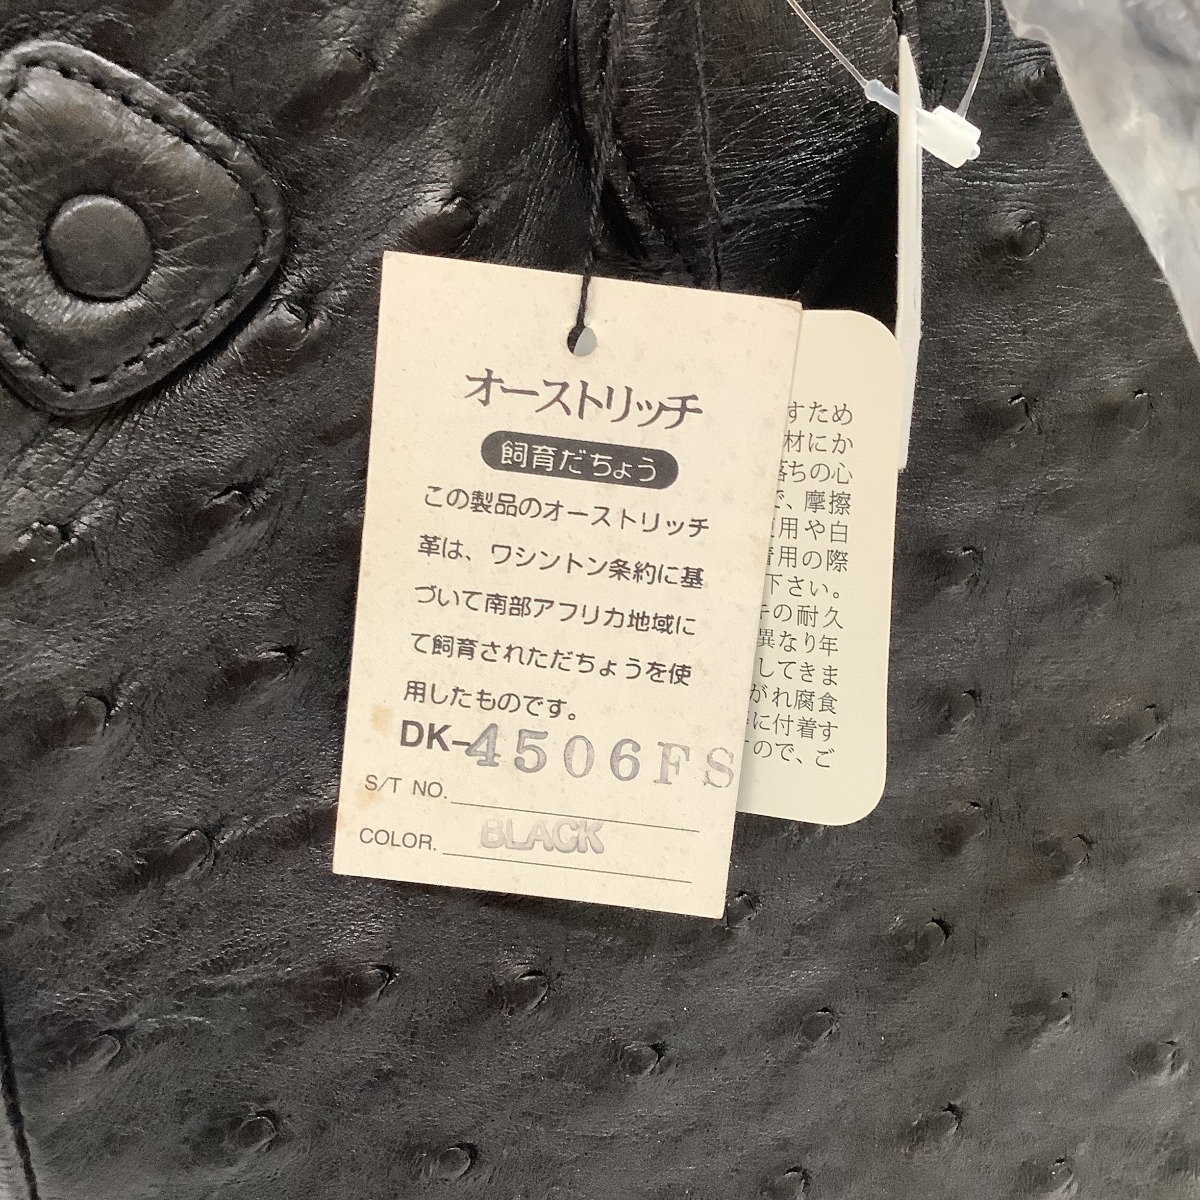 オーストリッチ
飼育だちょう
この製品のオーストリッチ
革は、ワシントン条約に基
づいて南部アフリカ地域に
て飼育されただちょうを使
用したものです。
DK-4506FS
S/T NO.
COLOR. BLACK
すため
材にか
落ちの心
、摩擦
用や白
着用の際
下さい。
キの耐久
異なり年
してきま
がれ腐食
に付着す
ので、ご